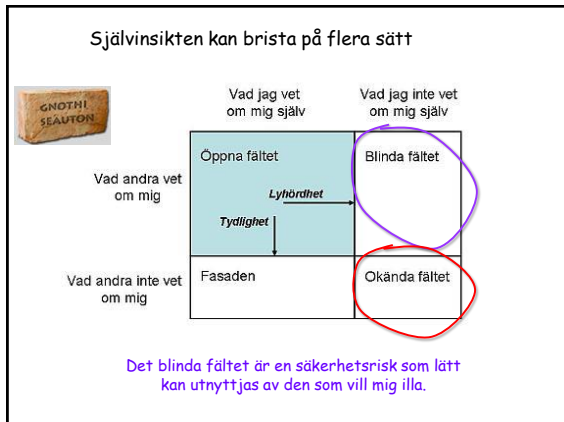 Självinsikten kan brista på flera sätt
GNOTHI
SEAUTON
Vad jag vet
om mig själv
Vad jag inte vet
om mig själv
Vad andra vet
om mig
Öppna fältet
Blinda fältet
Lyhördhet
Tydlighet
Vad andra inte vet
om mig
Fasaden
Okända fältet
Det blinda fältet är en säkerhetsrisk som lätt
kan utnyttjas av den som vill mig illa.